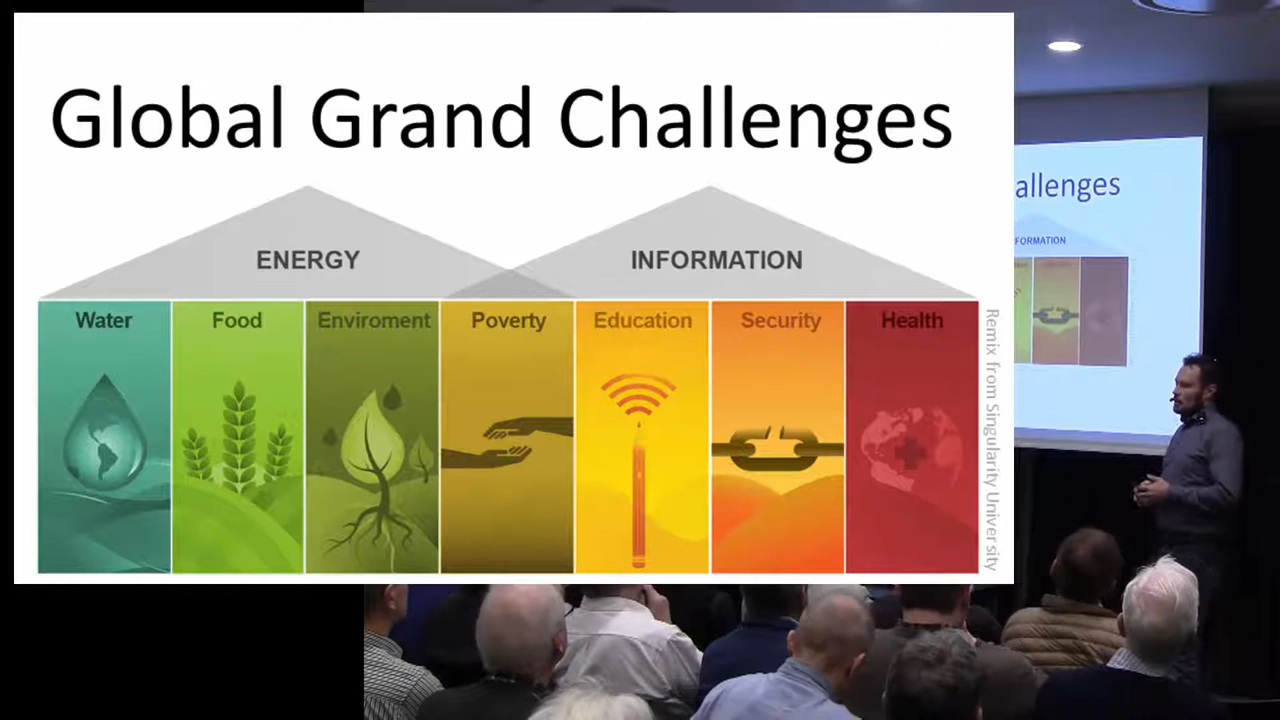 Global Grand Challenges
ENERGY
INFORMATION
Water
Food
Enviroment
Poverty
Education
Security
Health
Remix from Singularity University
allenges
FORMATION